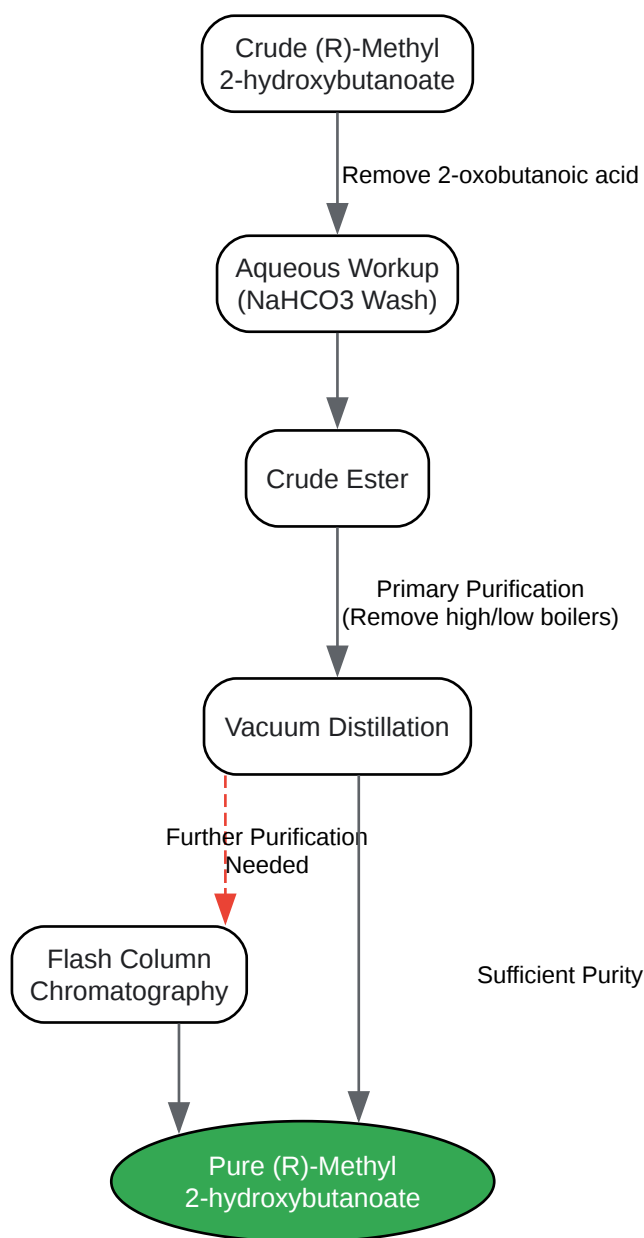 Crude (R)-Methyl
2-hydroxybutanoate
Remove 2-oxobutanoic acid
Aqueous Workup
(NaHCO3 Wash)
Crude Ester
Primary Purification
(Remove high/low boilers)
Vacuum Distillation
Further Purification
Needed
Flash Column
Chromatography
Sufficient Purity
Pure (R)-Methyl
2-hydroxybutanoate